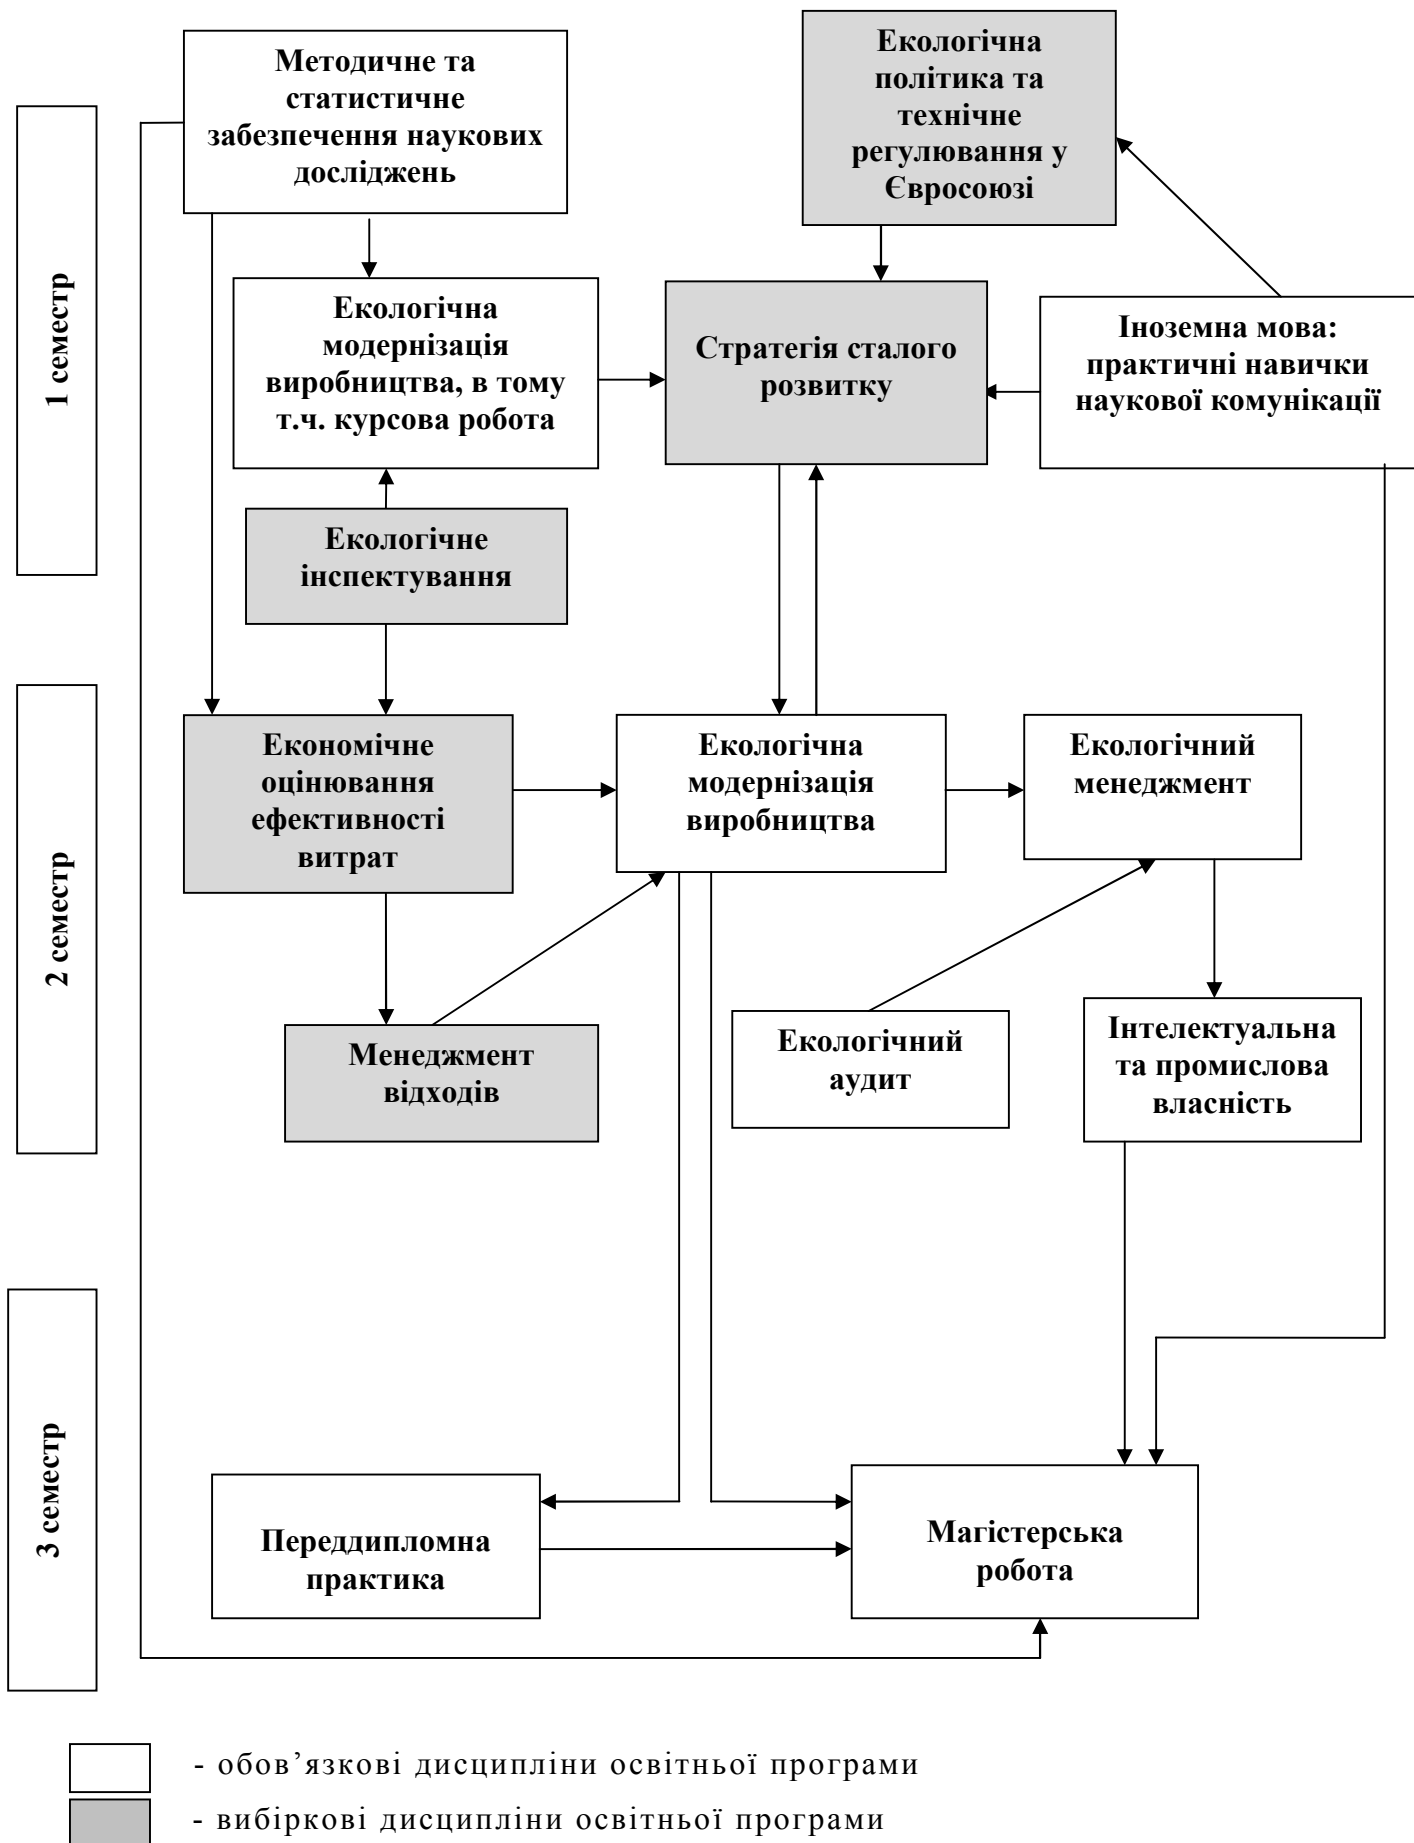 Методичне та
статистичне
забезпечення наукових
досліджень
Екологічна
політика та
технічне
регулювання у
Євросоюзі
1 семестр
Екологічна
модернізація
виробництва, в тому
т.ч. курсова робота
Стратегія сталого
розвитку
Іноземна мова:
практичні навички
наукової комунікації
Екологічне
інспектування
2 семестр
Економічне
оцінювання
ефективності
витрат
Екологічна
модернізація
виробництва
Екологічний
менеджмент
Менеджмент
відходів
Екологічний
аудит
Інтелектуальна
та промислова
власність
3 семестр
Переддипломна
практика
Магістерська
робота
- обов’язкові дисципліни освітньої програми
- вибіркові дисципліни освітньої програми